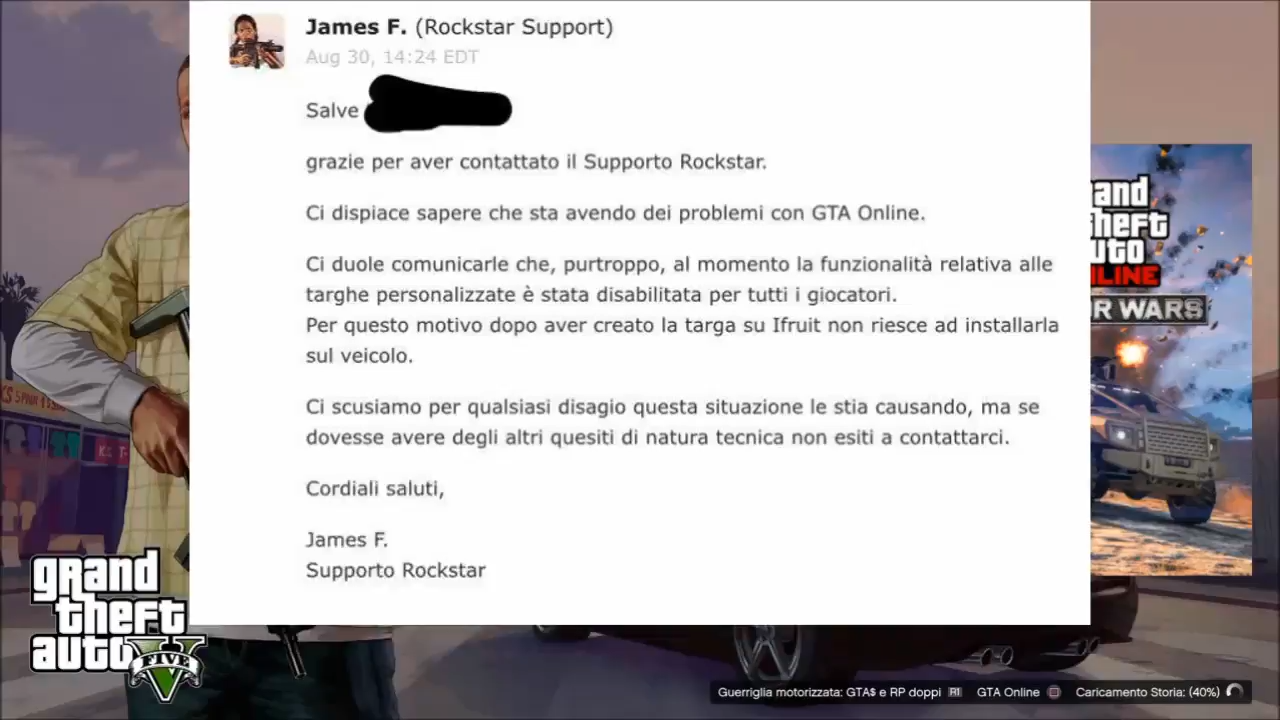 James F. (Rockstar Support)
Aug 30, 14:24 EDT
Salve
grazie per aver contattato il Supporto Rockstar.
Ci dispiace sapere che sta avendo dei problemi con GTA Online.
Ci duole comunicarle che, purtroppo, al momento la funzionalità relativa alle
targhe personalizzate è stata disabilitata per tutti i giocatori.
Per questo motivo dopo aver creato la targa su Ifruit non riesce ad installarla
sul veicolo.
Ci scusiamo per qualsiasi disagio questa situazione le stia causando, ma se
dovesse avere degli altri quesiti di natura tecnica non esiti a contattarci.
Cordiali saluti,
James F.
Supporto Rockstar
and
heft
uto
LINE
R WARS
grand
theft
auto
V
FIVE
Guerriglia motorizzata: GTA$ e RP doppi R1 GTA Online Caricamento Storia: (40%)